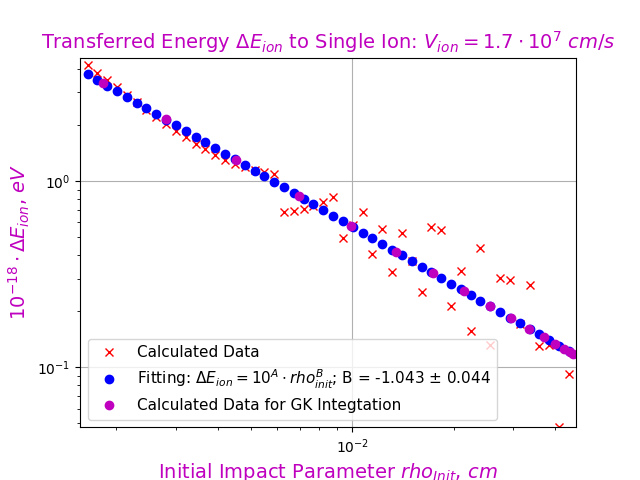 Transferred Energy ΔE_ion to Single Ion: V_ion = 1.7 · 10^7 cm/s
10^-18 · ΔE_ion, eV
10^0
10^-1
Calculated Data
Fitting: ΔE_ion = 10^A · rho_init^B; B = -1.043 ± 0.044
Calculated Data for GK Integtation
10^-2
Initial Impact Parameter rho_Init, cm